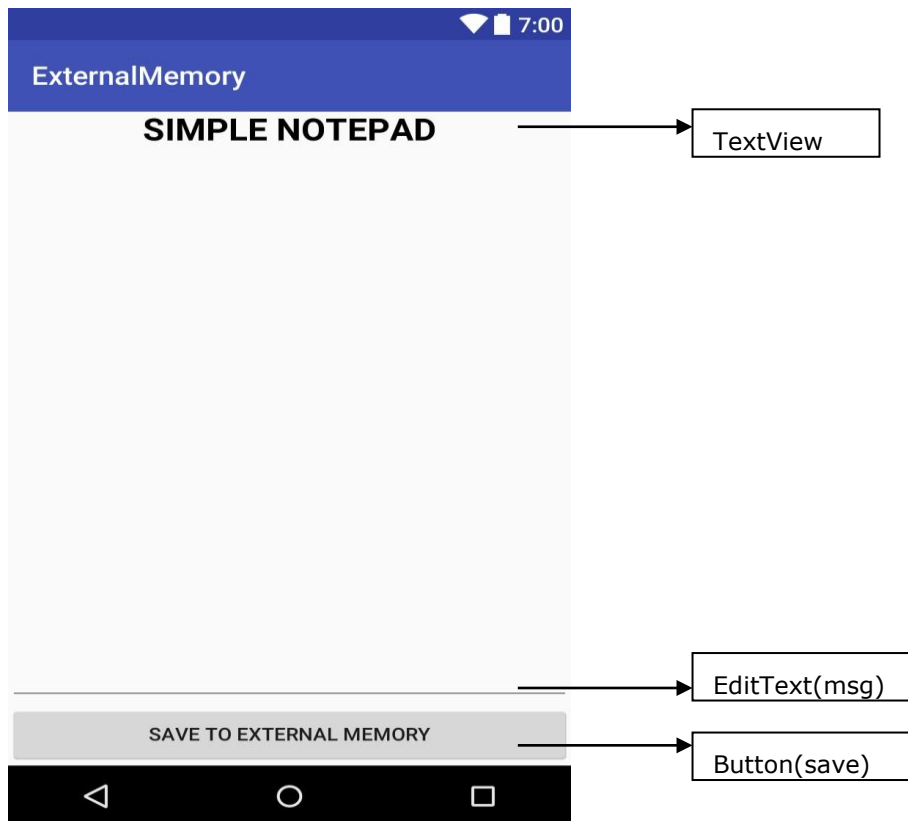 7:00
ExternalMemory
SIMPLE NOTEPAD
TextView
EditText(msg)
SAVE TO EXTERNAL MEMORY
Button(save)